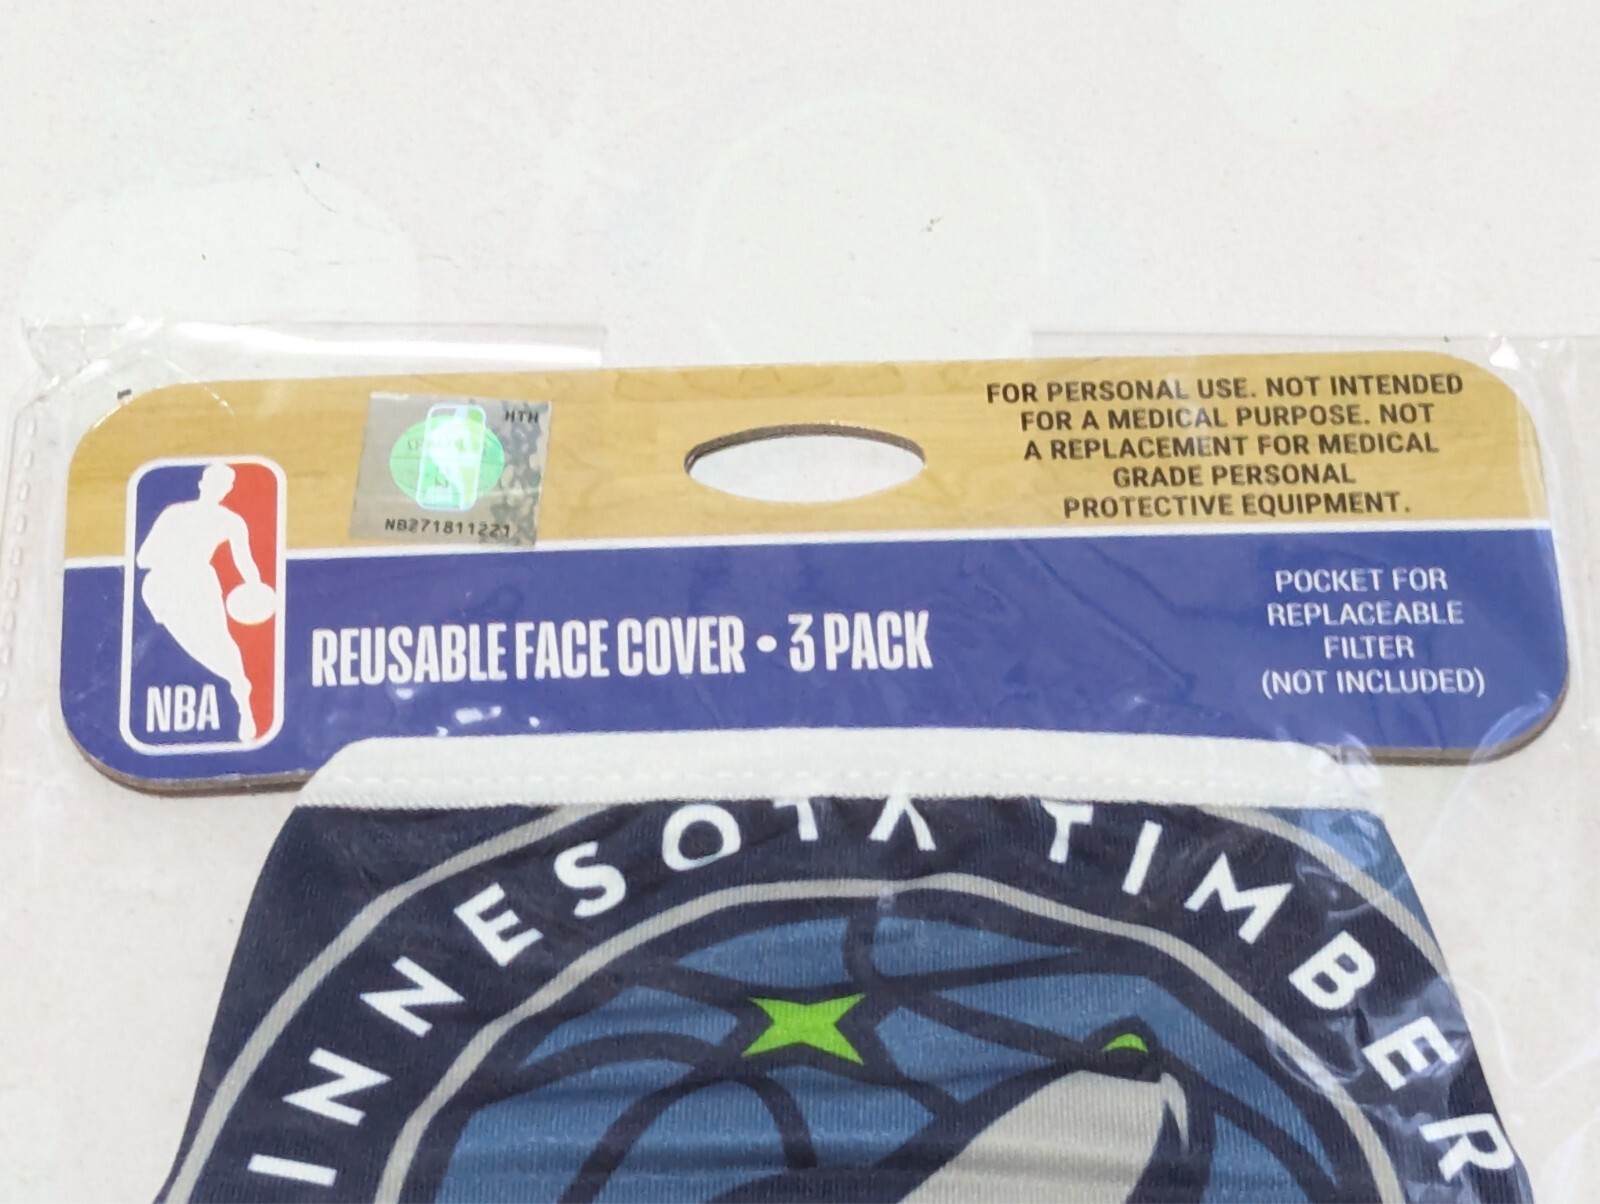 FOR PERSONAL USE. NOT INTENDED
FOR A MEDICAL PURPOSE. NOT
A REPLACEMENT FOR MEDICAL
GRADE PERSONAL
PROTECTIVE EQUIPMENT.
HTH
NB271811221
NBA
REUSABLE FACE COVER • 3 PACK
POCKET FOR
REPLACEABLE
FILTER
(NOT INCLUDED)
INNESOTA TIMBER